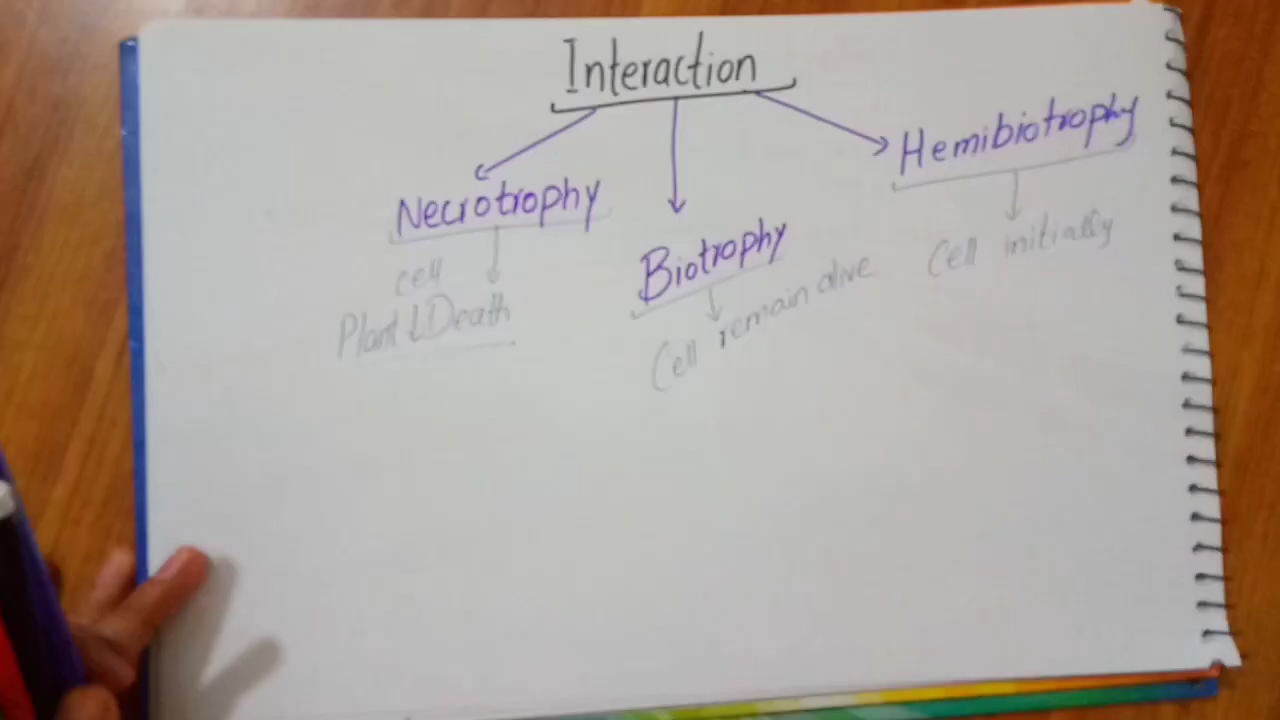 Interaction
Necrotrophy
cell
Plant Death
Biotrophy
Cell remain alive
Hemibiotrophy
Cell initially